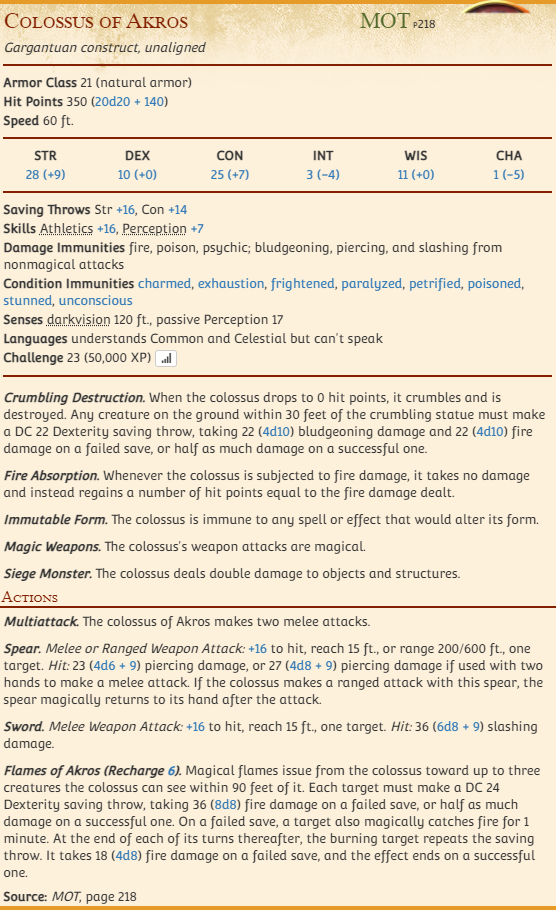 Colossus of Akros MOT P218
Gargantuan construct, unaligned
Armor Class 21 (natural armor)
Hit Points 350 (20d20 + 140)
Speed 60 ft.
STR DEX CON INT WIS CHA
28 (+9) 10 (+0) 25 (+7) 3 (−4) 11 (+0) 1 (−5)
Saving Throws Str +16, Con +14
Skills Athletics +16, Perception +7
Damage Immunities fire, poison, psychic; bludgeoning, piercing, and slashing from
nonmagical attacks
Condition Immunities charmed, exhaustion, frightened, paralyzed, petrified, poisoned,
stunned, unconscious
Senses darkvision 120 ft., passive Perception 17
Languages understands Common and Celestial but can't speak
Challenge 23 (50,000 XP)
Crumbling Destruction. When the colossus drops to 0 hit points, it crumbles and is
destroyed. Any creature on the ground within 30 feet of the crumbling statue must make
a DC 22 Dexterity saving throw, taking 22 (4d10) bludgeoning damage and 22 (4d10) fire
damage on a failed save, or half as much damage on a successful one.
Fire Absorption. Whenever the colossus is subjected to fire damage, it takes no damage
and instead regains a number of hit points equal to the fire damage dealt.
Immutable Form. The colossus is immune to any spell or effect that would alter its form.
Magic Weapons. The colossus's weapon attacks are magical.
Siege Monster. The colossus deals double damage to objects and structures.
Actions
Multiattack. The colossus of Akros makes two melee attacks.
Spear. Melee or Ranged Weapon Attack: +16 to hit, reach 15 ft., or range 200/600 ft., one
target. Hit: 23 (4d6 + 9) piercing damage, or 27 (4d8 + 9) piercing damage if used with two
hands to make a melee attack. If the colossus makes a ranged attack with this spear, the
spear magically returns to its hand after the attack.
Sword. Melee Weapon Attack: +16 to hit, reach 15 ft., one target. Hit: 36 (6d8 + 9) slashing
damage.
Flames of Akros (Recharge 6). Magical flames issue from the colossus toward up to three
creatures the colossus can see within 90 feet of it. Each target must make a DC 24
Dexterity saving throw, taking 36 (8d8) fire damage on a failed save, or half as much
damage on a successful one. On a failed save, a target also magically catches fire for 1
minute. At the end of each of its turns thereafter, the burning target repeats the saving
throw. It takes 18 (4d8) fire damage on a failed save, and the effect ends on a successful
one.
Source: MOT, page 218